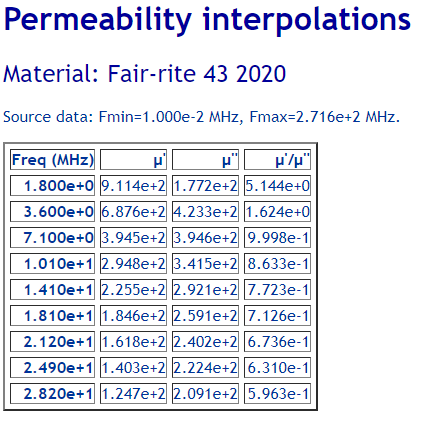 Permeability interpolations
Material: Fair-rite 43 2020
Source data: Fmin=1.000e-2 MHz, Fmax=2.716e+2 MHz.
Freq (MHz) µ' µ'' µ'/µ''
1.800e+0 9.114e+2 1.772e+2 5.144e+0
3.600e+0 6.876e+2 4.233e+2 1.624e+0
7.100e+0 3.945e+2 3.946e+2 9.998e-1
1.010e+1 2.948e+2 3.415e+2 8.633e-1
1.410e+1 2.255e+2 2.921e+2 7.723e-1
1.810e+1 1.846e+2 2.591e+2 7.126e-1
2.120e+1 1.618e+2 2.402e+2 6.736e-1
2.490e+1 1.403e+2 2.224e+2 6.310e-1
2.820e+1 1.247e+2 2.091e+2 5.963e-1